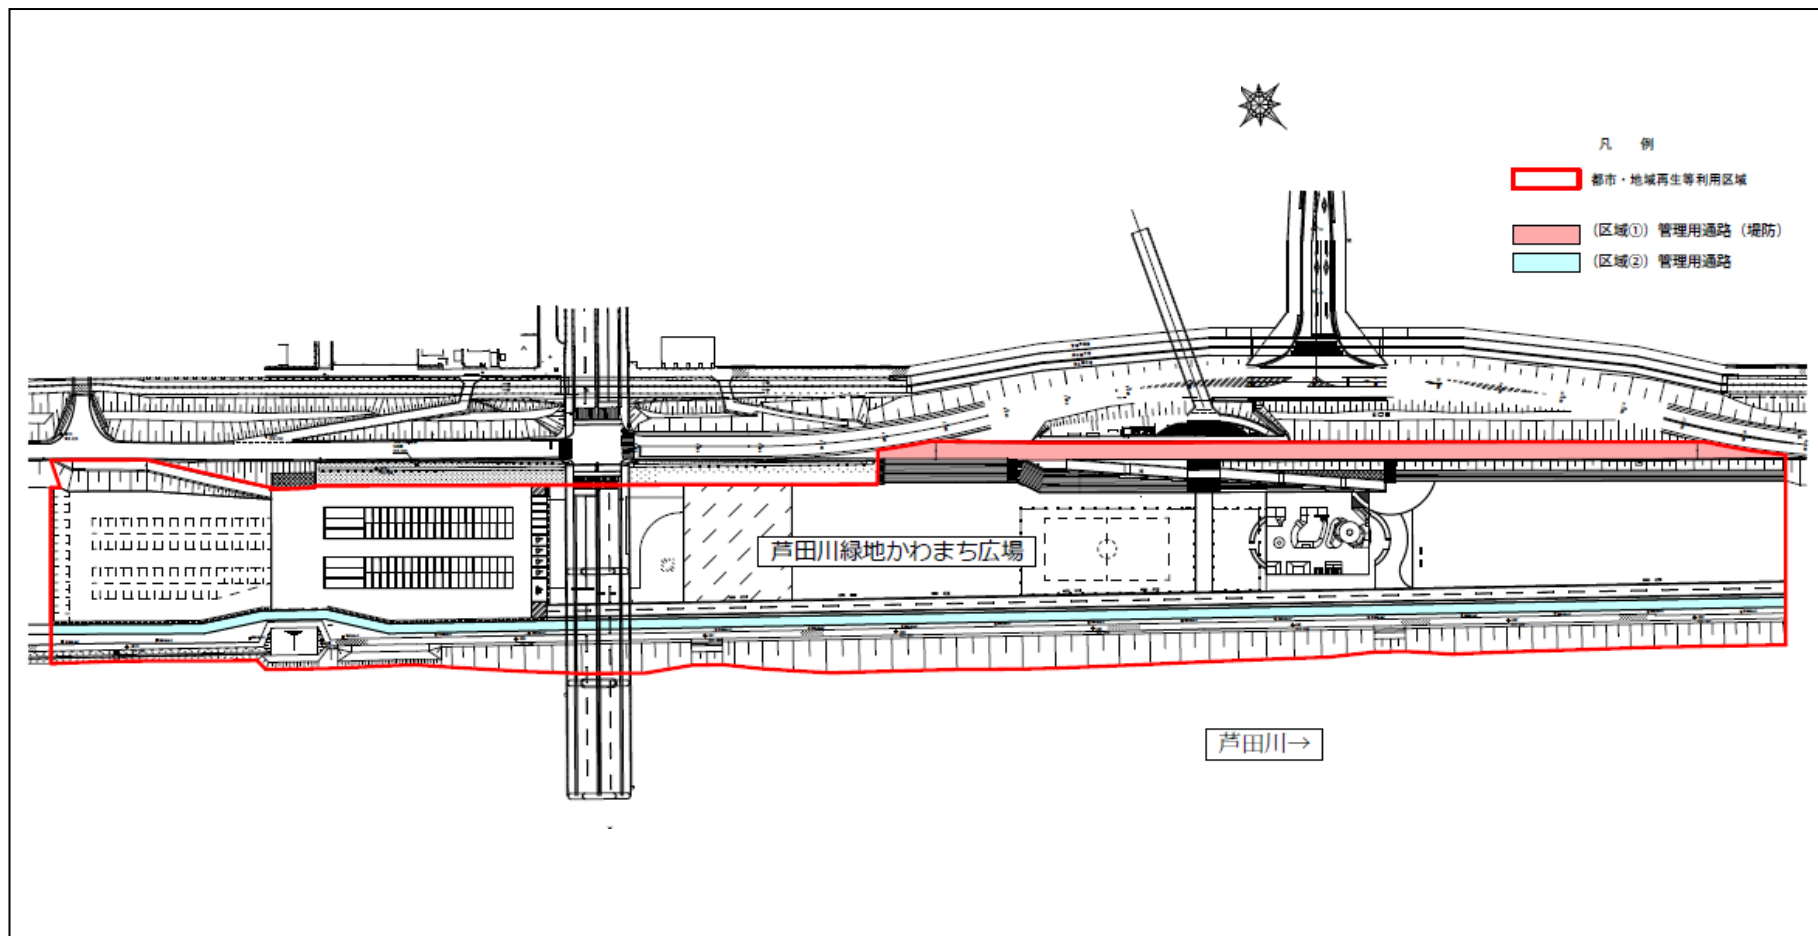 凡 例
都市・地域再生等利用区域
(区域①) 管理用通路 (堤防)
(区域②) 管理用通路
芦田川緑地かわまち広場
芦田川→